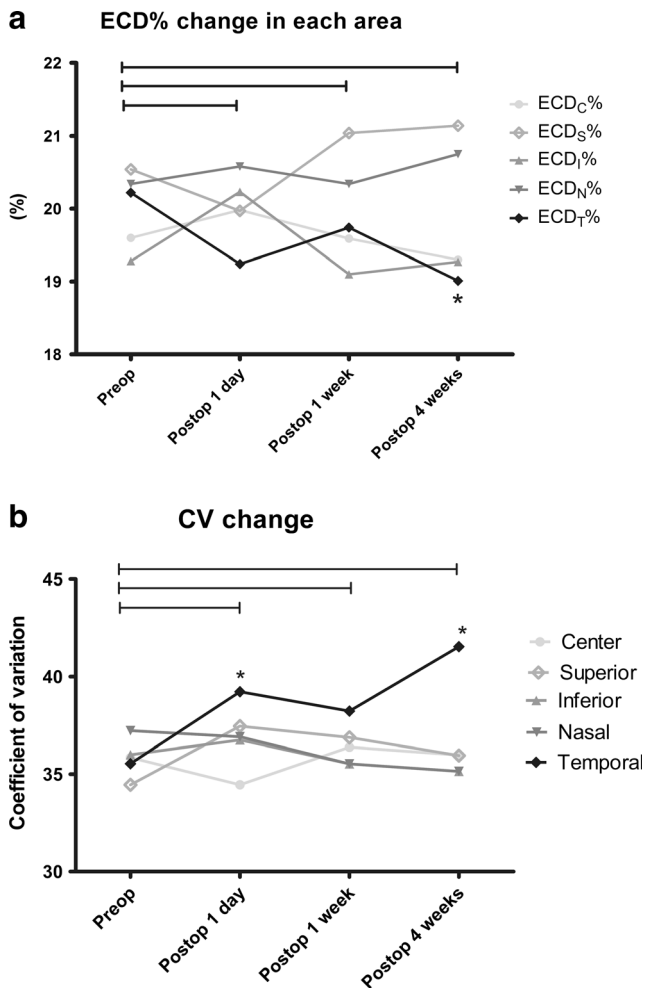 a
ECD% change in each area
22
21
20
19
18
(%)
ECDC%
ECDS%
ECDI%
ECDN%
ECDT%
*
Preop
Postop 1 day
Postop 1 week
Postop 4 weeks
b
CV change
45
40
35
30
Coefficient of variation
*
*
Center
Superior
Inferior
Nasal
Temporal
Preop
Postop 1 day
Postop 1 week
Postop 4 weeks